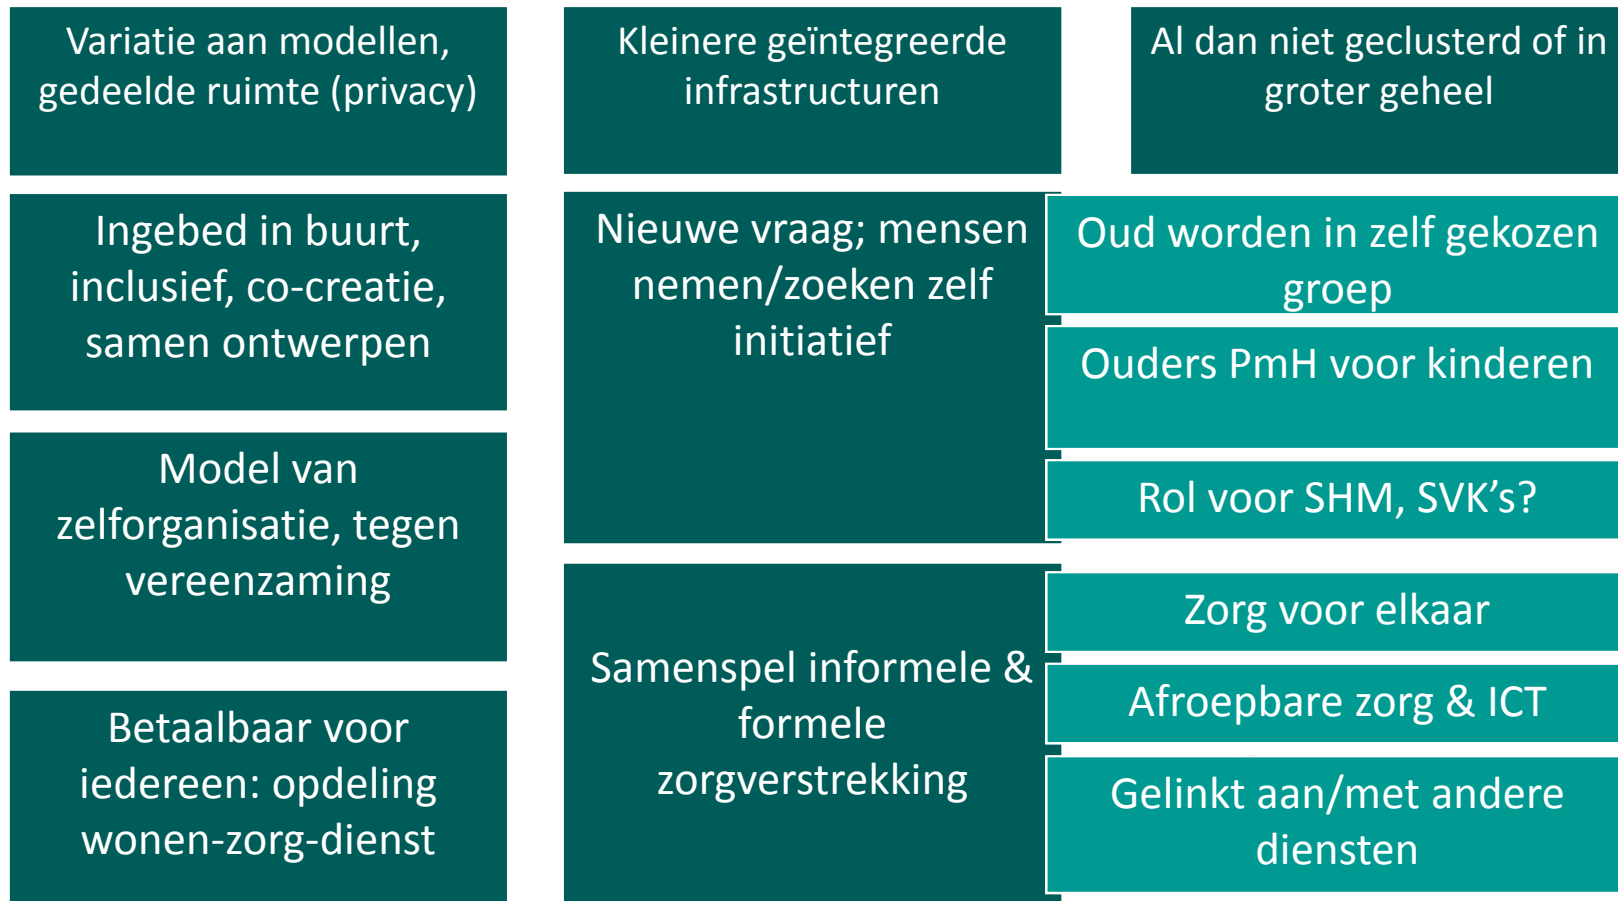 Variatie aan modellen,
gedeelde ruimte (privacy)
Kleinere geïntegreerde
infrastructuren
Al dan niet geclusterd of in
groter geheel
Ingebed in buurt,
inclusief, co-creatie,
samen ontwerpen
Model van
zelforganisatie, tegen
vereenzaming
Betaalbaar voor
iedereen: opdeling
wonen-zorg-dienst
Nieuwe vraag; mensen
nemen/zoeken zelf
initiatief
Oud worden in zelf gekozen
groep
Ouders PmH voor kinderen
Rol voor SHM, SVK’s?
Samenspel informele &
formele
zorgverstrekking
Zorg voor elkaar
Afroepbare zorg & ICT
Gelinkt aan/met andere
diensten